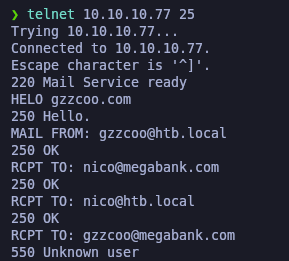 ❯ telnet 10.10.10.77 25
Trying 10.10.10.77...
Connected to 10.10.10.77.
Escape character is '^]'.
220 Mail Service ready
HELO gzzcoo.com
250 Hello.
MAIL FROM: gzzcoo@htb.local
250 OK
RCPT TO: nico@megabank.com
250 OK
RCPT TO: nico@htb.local
250 OK
RCPT TO: gzzcoo@megabank.com
550 Unknown user